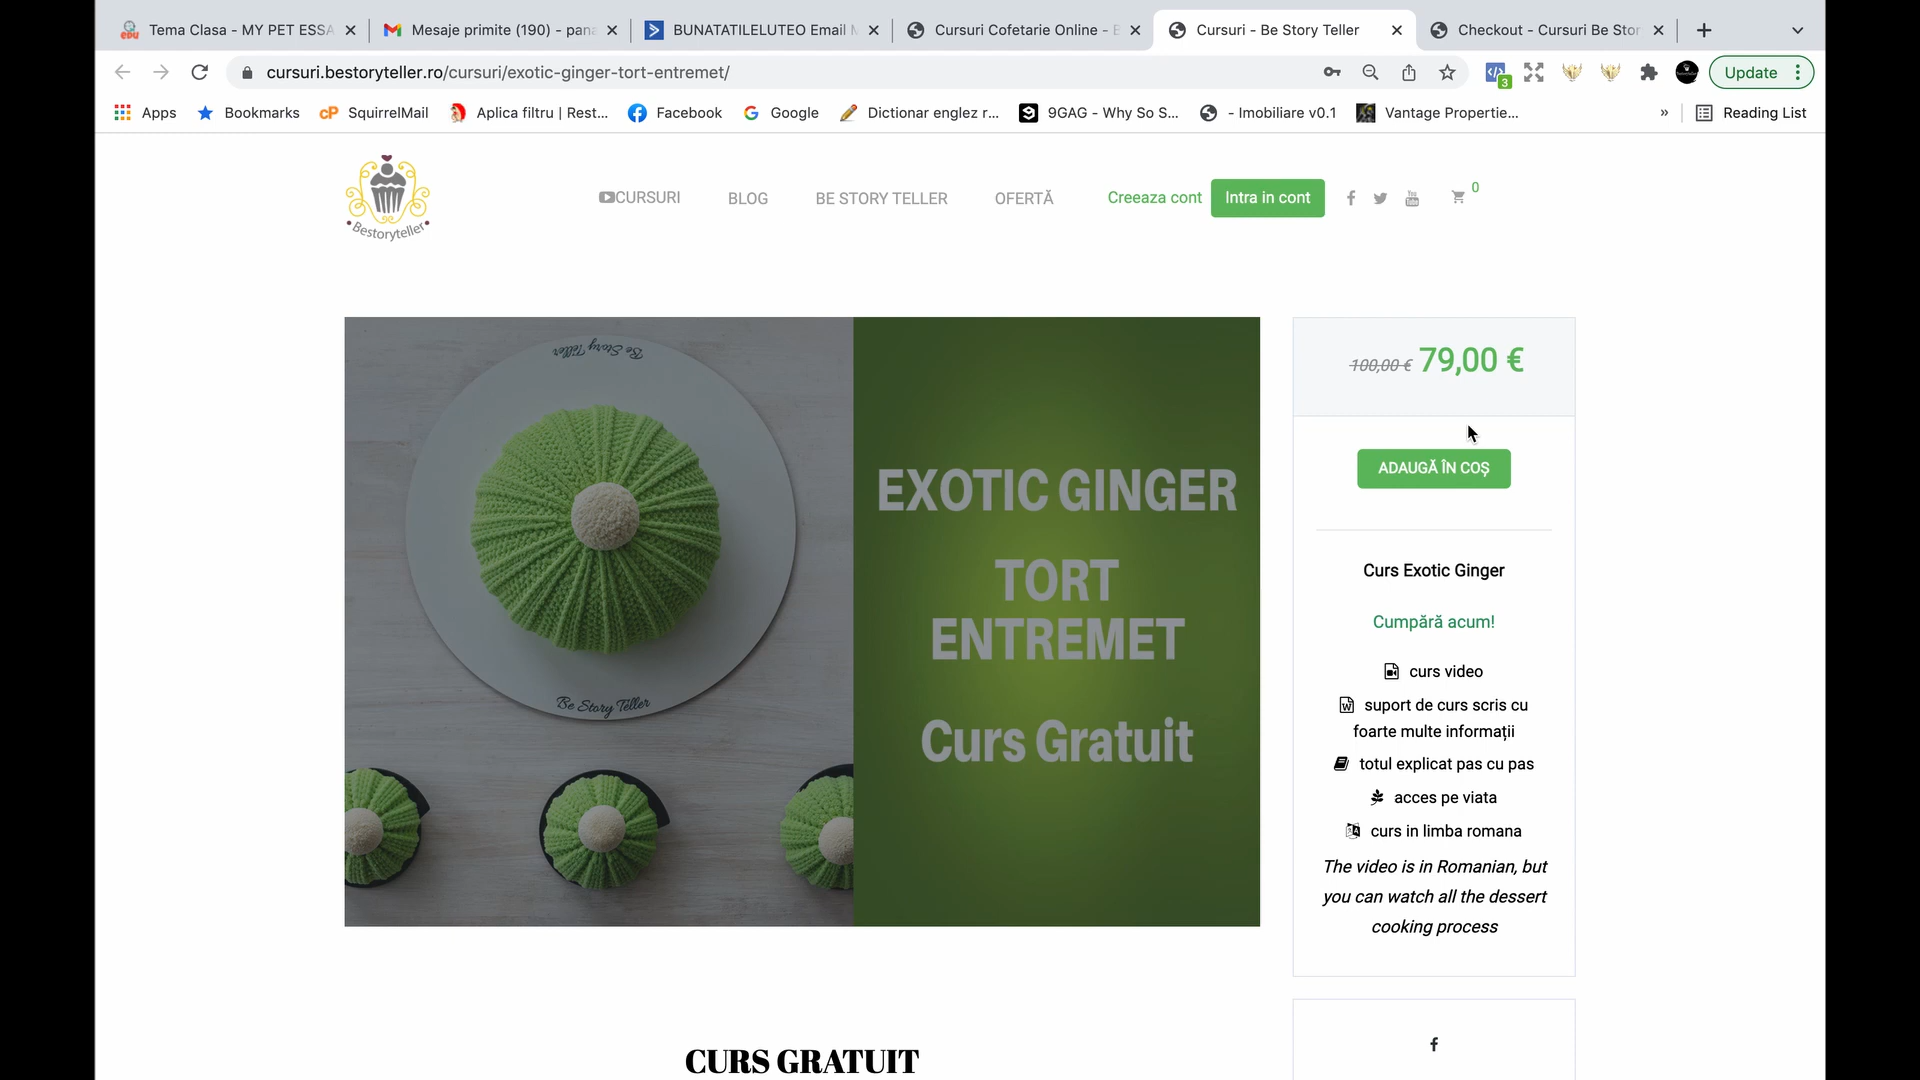 Tema Clasa - MY PET ESSA
Mesaje primite (190) - pana
BUNATATILELUTEO Email M
Cursuri Cofetarie Online - B
Cursuri - Be Story Teller
Checkout - Cursuri Be Stor
cursuri.bestoryteller.ro/cursuri/exotic-ginger-tort-entremet/
3
Update
Apps
Bookmarks
SquirrelMail
Aplica filtru | Rest...
Facebook
Google
Dictionar englez r...
9GAG - Why So S...
- Imobiliare v0.1
Vantage Propertie...
»
Reading List
Bestoryteller
CURSURI
BLOG
BE STORY TELLER
OFERTĂ
Creeaza cont
Intra in cont
0
Be Story Teller
EXOTIC GINGER
TORT
ENTREMET
Curs Gratuit
Be Story Teller
100,00 € 79,00 €
ADAUGĂ ÎN COȘ
Curs Exotic Ginger
Cumpără acum!
curs video
suport de curs scris cu
foarte multe informații
totul explicat pas cu pas
acces pe viata
curs in limba romana
The video is in Romanian, but
you can watch all the dessert
cooking process
CURS GRATUIT